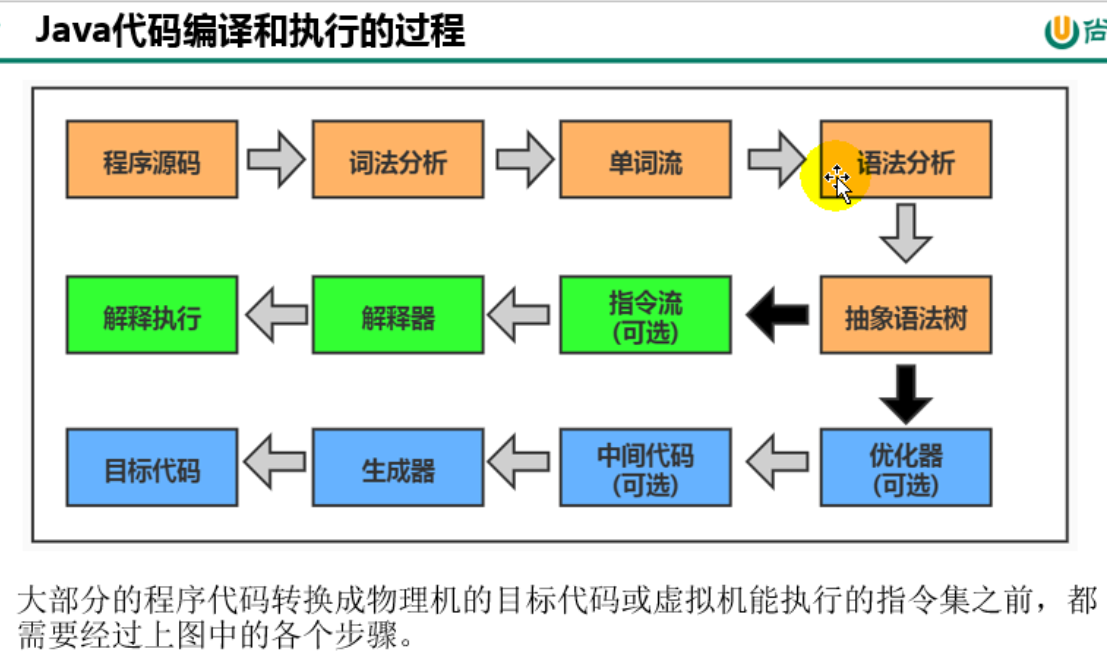 Java代码编译和执行的过程
尚
程序源码
词法分析
单词流
语法分析
解释执行
解释器
指令流
(可选)
抽象语法树
目标代码
生成器
中间代码
(可选)
优化器
(可选)
大部分的程序代码转换成物理机的目标代码或虚拟机能执行的指令集之前，都
需要经过上图中的各个步骤。